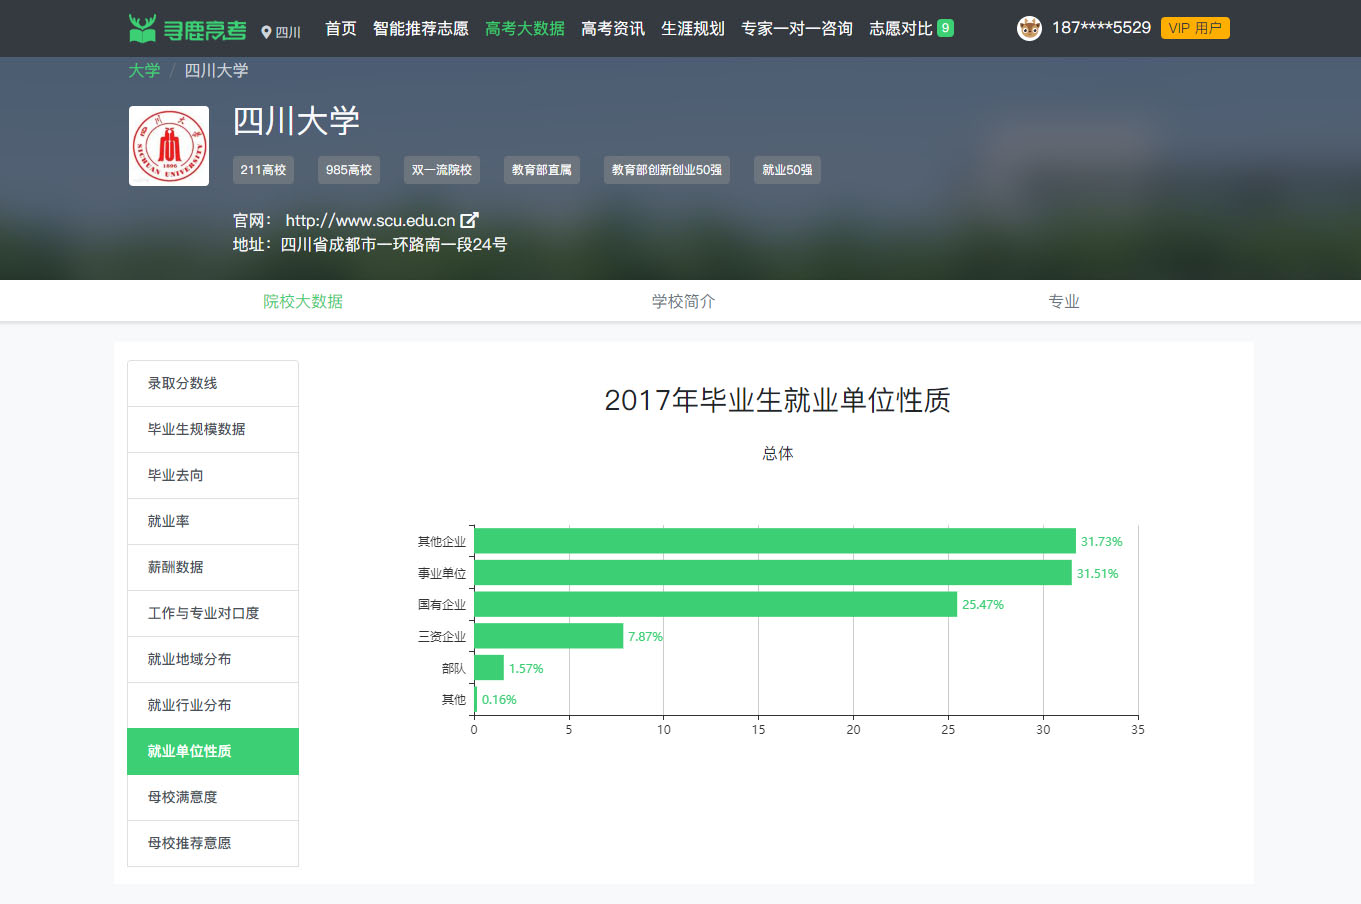 寻鹿高考 四川 首页 智能推荐志愿 高考大数据 高考资讯 生涯规划 专家一对一咨询 志愿对比 9 187****5529 VIP 用户
大学 / 四川大学
四川大学
四川大学
SICHUAN UNIVERSITY
1896
211高校 985高校 双一流院校 教育部直属 教育部创新创业50强 就业50强
官网： http://www.scu.edu.cn
地址：四川省成都市一环路南一段24号
院校大数据 学校简介 专业
录取分数线
毕业生规模数据
毕业去向
就业率
薪酬数据
工作与专业对口度
就业地域分布
就业行业分布
就业单位性质
母校满意度
母校推荐意愿
2017年毕业生就业单位性质
总体
其他企业 31.73%
事业单位 31.51%
国有企业 25.47%
三资企业 7.87%
部队 1.57%
其他 0.16%
0 5 10 15 20 25 30 35